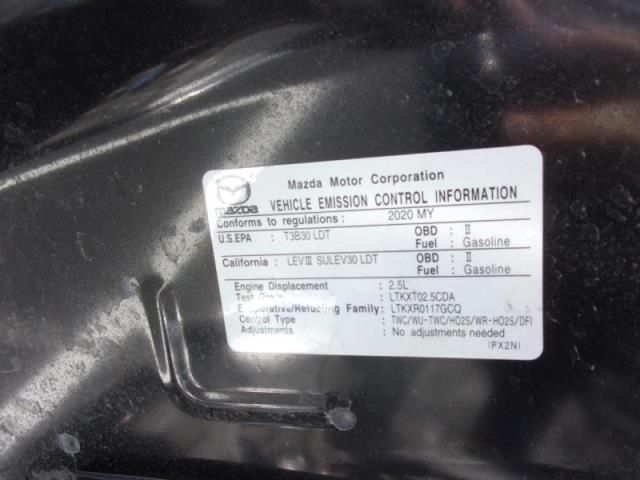 Mazda Motor Corporation
mazda VEHICLE EMISSION CONTROL INFORMATION
Conforms to regulations : 2020 MY
U.S.EPA : T3B30 LDT OBD : II
Fuel : Gasoline
California : LEVⅢ SULEV30 LDT OBD : II
Fuel : Gasoline
Engine Displacement : 2.5L
Test Group : LTKXT02.5CDA
Evaporative/Refueling Family: LTKXR0117GCQ
Control Type : TWC/WU-TWC/HO2S/WR-HO2S/DFI
Adjustments : No adjustments needed
(PX2N)